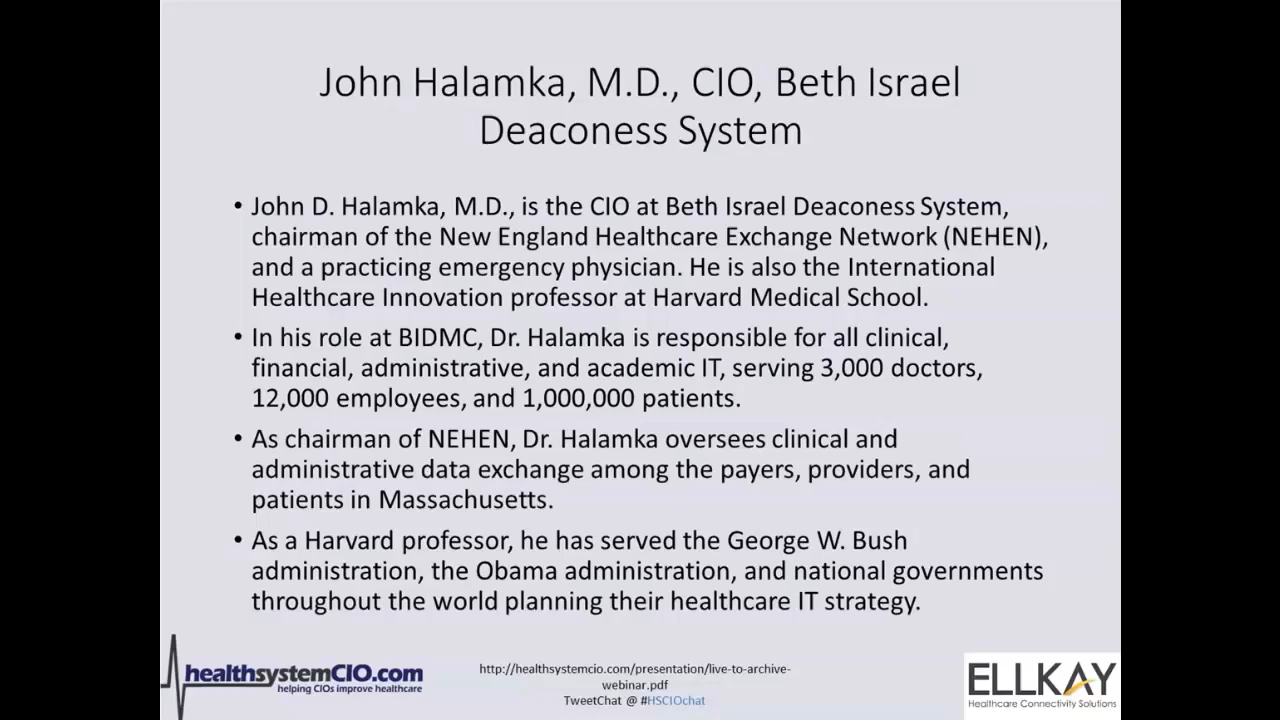 John Halamka, M.D., CIO, Beth Israel
Deaconess System
• John D. Halamka, M.D., is the CIO at Beth Israel Deaconess System,
chairman of the New England Healthcare Exchange Network (NEHEN),
and a practicing emergency physician. He is also the International
Healthcare Innovation professor at Harvard Medical School.
• In his role at BIDMC, Dr. Halamka is responsible for all clinical,
financial, administrative, and academic IT, serving 3,000 doctors,
12,000 employees, and 1,000,000 patients.
• As chairman of NEHEN, Dr. Halamka oversees clinical and
administrative data exchange among the payers, providers, and
patients in Massachusetts.
• As a Harvard professor, he has served the George W. Bush
administration, the Obama administration, and national governments
throughout the world planning their healthcare IT strategy.
healthsystemCIO.com
helping CIOs improve healthcare
http://healthsystemcio.com/presentation/live-to-archive-
webinar.pdf
TweetChat @ #HSCIOchat
ELLKAY
Healthcare Connectivity Solutions